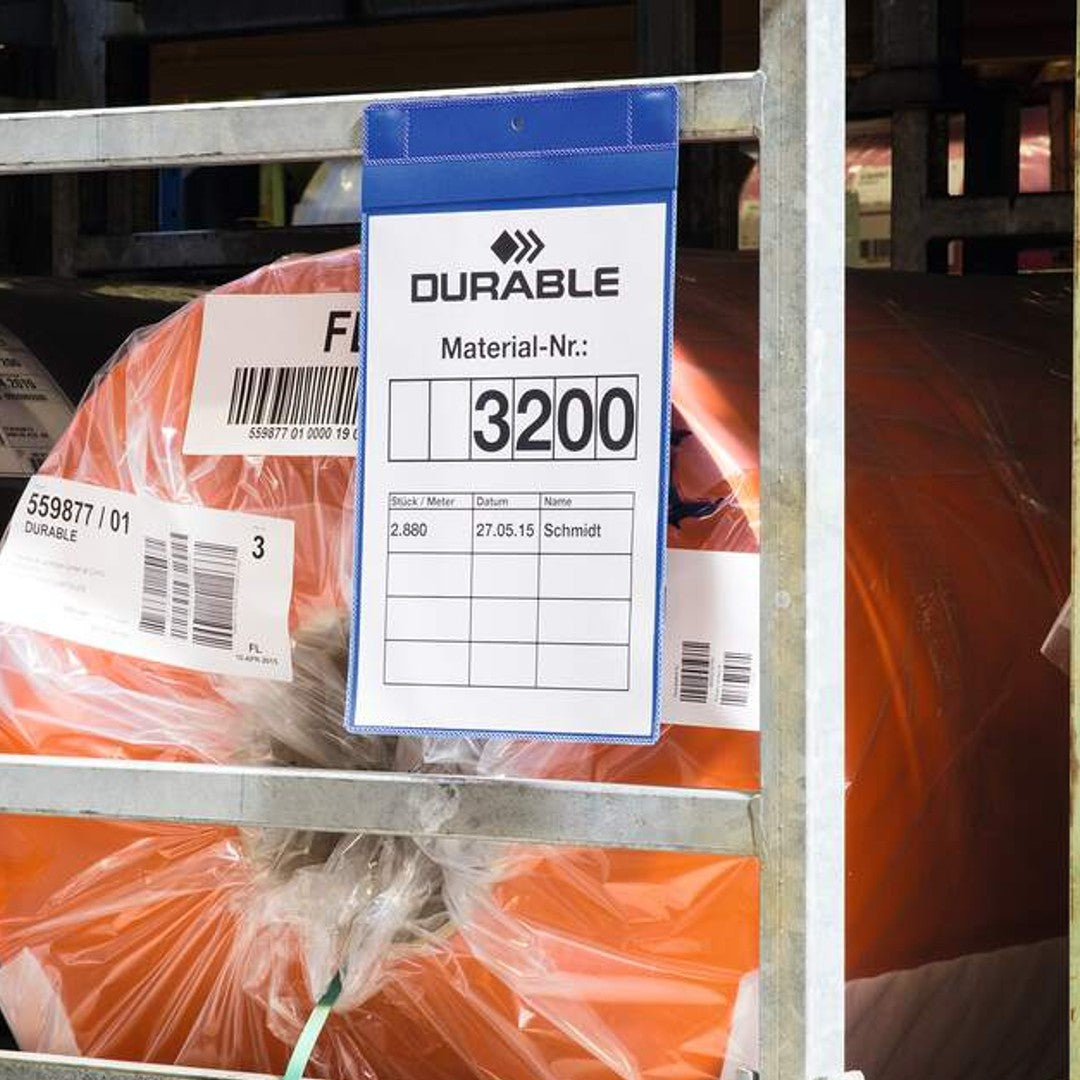 DURABLE
Material-Nr.:
3200
Stück / Meter Datum Name
2.880 27.05.15 Schmidt
FL
559877 01 0000 19
559877 / 01
DURABLE
3
FL